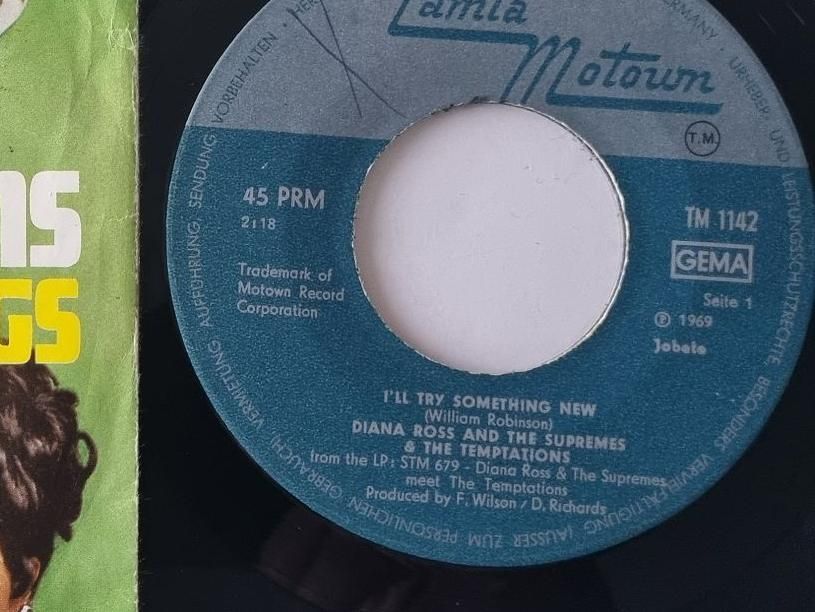 NS
GS
Tamla
Motown
T.M.
45 PRM
2:18
Trademark of
Motown Record
Corporation
TM 1142
GEMA
Seite 1
℗ 1969
Jobete
I'LL TRY SOMETHING NEW
(William Robinson)
DIANA ROSS AND THE SUPREMES
& THE TEMPTATIONS
from the LP: STM 679 - Diana Ross & The Supremes
meet The Temptations
Produced by F. Wilson / D. Richards
GERMANY · URHEBER UND LEISTUNGSSCHUTZRECHTE BESONDERS VERVIELFÄLTIGUNG (AUSSER ZUM PERSÖNLICHEN GEBRAUCH) VERMIETUNG, AUFFÜHRUNG, SENDUNG VORBEHALTEN ·